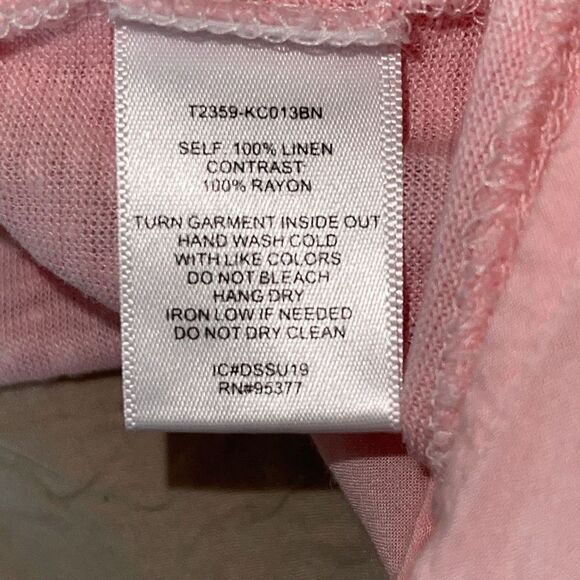 T2359-KC013BN
SELF: 100% LINEN
CONTRAST:
100% RAYON
TURN GARMENT INSIDE OUT
HAND WASH COLD
WITH LIKE COLORS
DO NOT BLEACH
HANG DRY
IRON LOW IF NEEDED
DO NOT DRY CLEAN
IC#DSSU19
RN#95377